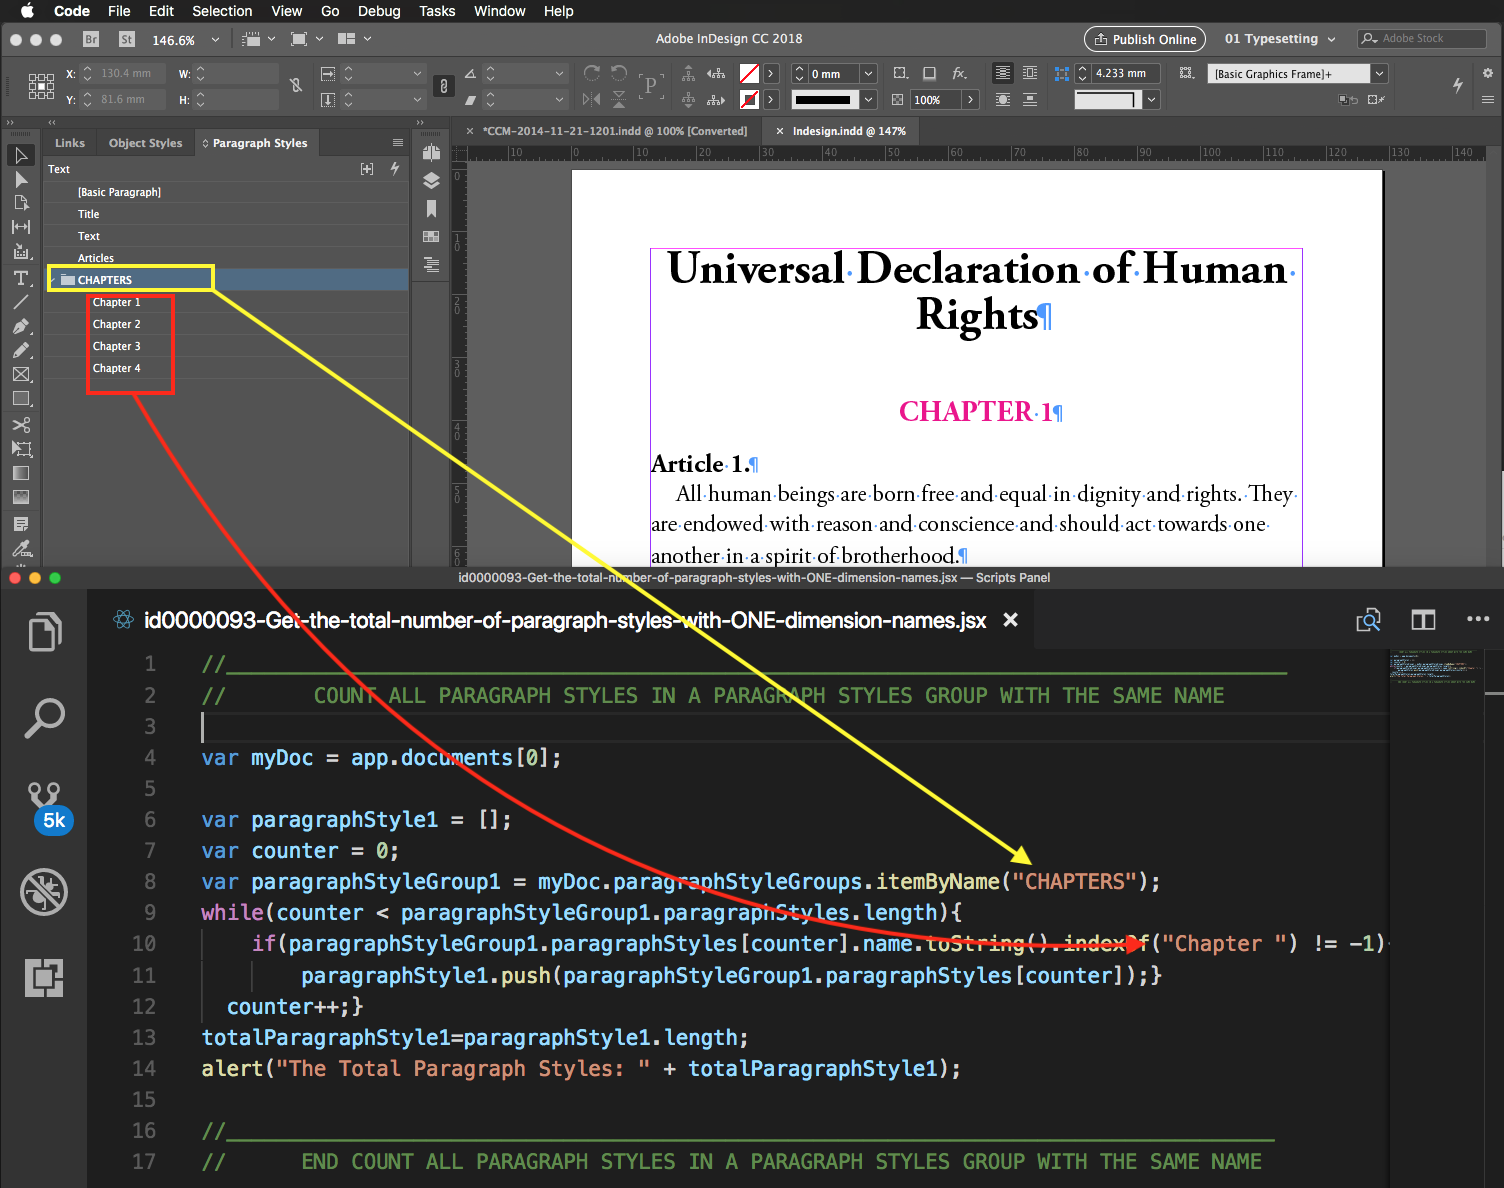 Code File Edit Selection View Go Debug Tasks Window Help
Br St 146.6% Adobe InDesign CC 2018 Publish Online 01 Typesetting Adobe Stock
X: 130.4 mm W: 0 mm fx. 4.233 mm [Basic Graphics Frame]+
Y: 81.6 mm H: P 100%
Links Object Styles Paragraph Styles
× *CCM-2014-11-21-1201.indd @ 100% [Converted] × Indesign.indd @ 147%
10 0 10 20 30 40 50 60 70 80 90 100 110 120 130 140
Text
[Basic Paragraph]
Title
Text
Articles
CHAPTERS
Chapter 1
Chapter 2
Chapter 3
Chapter 4
0
10
20
30
40
50
60
Universal Declaration of Human
Rights¶
CHAPTER 1¶
Article 1.¶
All human beings are born free and equal in dignity and rights. They
are endowed with reason and conscience and should act towards one
another in a spirit of brotherhood.¶
id0000093-Get-the-total-number-of-paragraph-styles-with-ONE-dimension-names.jsx — Scripts Panel
id0000093-Get-the-total-number-of-paragraph-styles-with-ONE-dimension-names.jsx ×
5k
1 //_____________________________________________________________________________________
2 // COUNT ALL PARAGRAPH STYLES IN A PARAGRAPH STYLES GROUP WITH THE SAME NAME
3
4 var myDoc = app.documents[0];
5
6 var paragraphStyle1 = [];
7 var counter = 0;
8 var paragraphStyleGroup1 = myDoc.paragraphStyleGroups.itemByName("CHAPTERS");
9 while(counter < paragraphStyleGroup1.paragraphStyles.length){
10 if(paragraphStyleGroup1.paragraphStyles[counter].name.toString().indexOf("Chapter ") != -1)
11 paragraphStyle1.push(paragraphStyleGroup1.paragraphStyles[counter]);}
12 counter++;}
13 totalParagraphStyle1=paragraphStyle1.length;
14 alert("The Total Paragraph Styles: " + totalParagraphStyle1);
15
16 //____________________________________________________________________________________
17 // END COUNT ALL PARAGRAPH STYLES IN A PARAGRAPH STYLES GROUP WITH THE SAME NAME